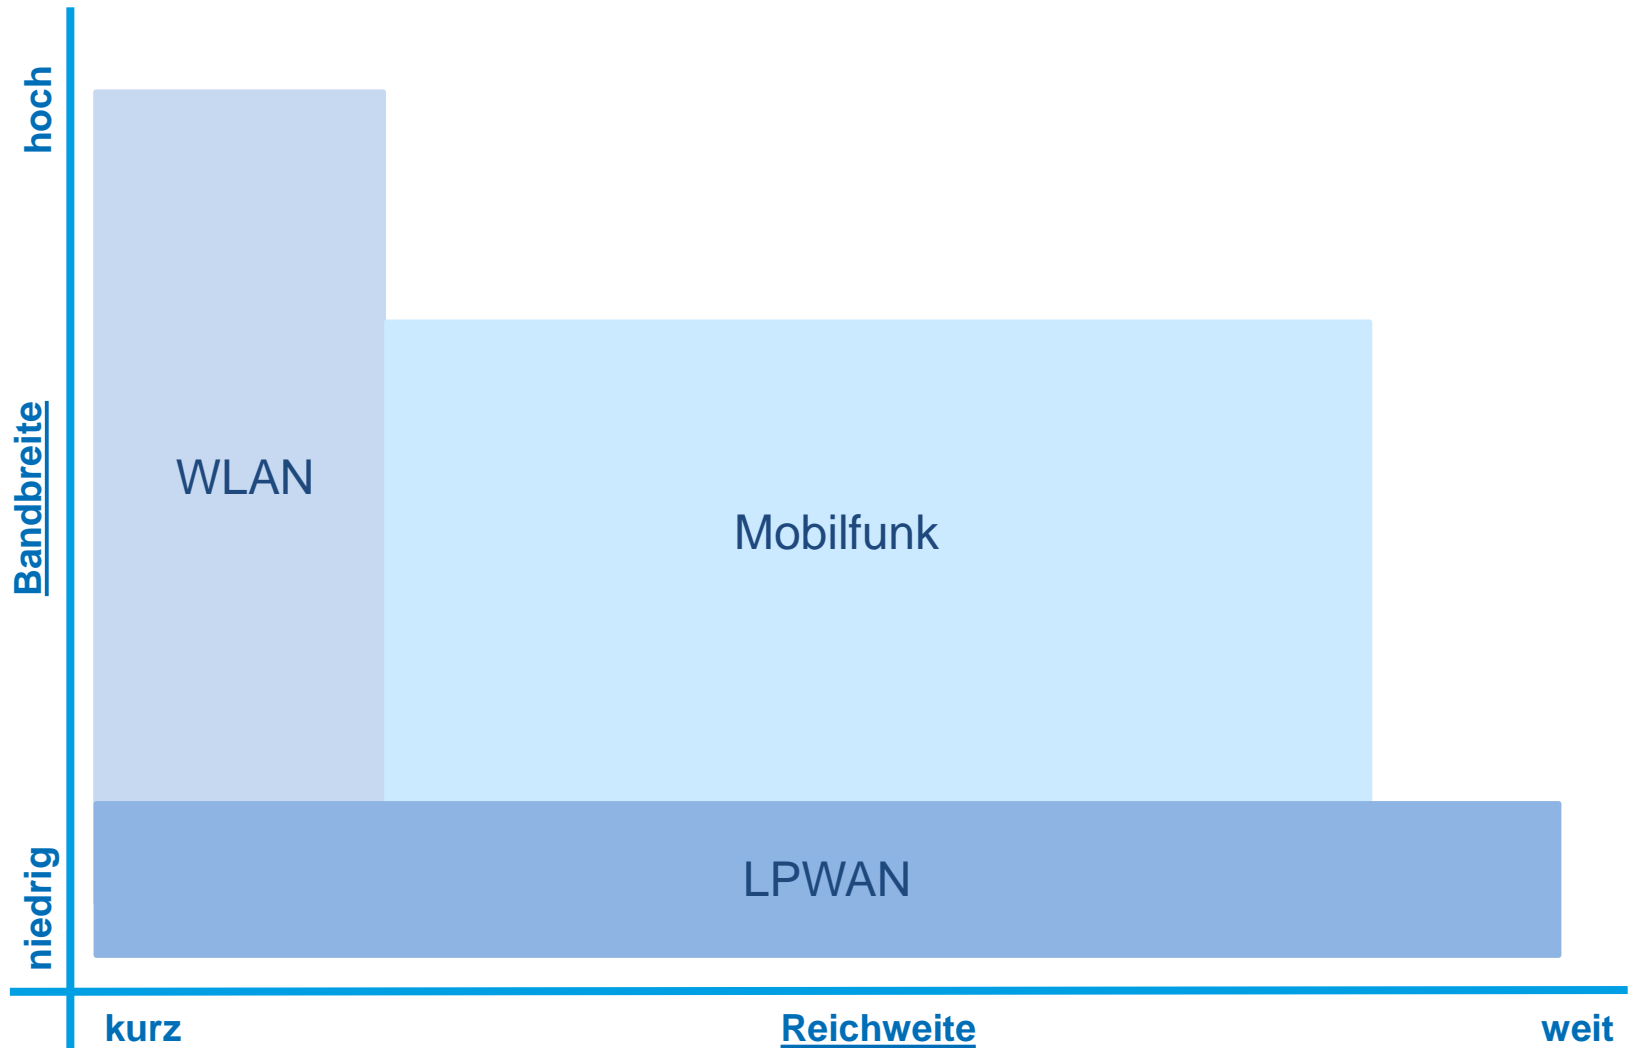 hoch
Bandbreite
niedrig
WLAN
Mobilfunk
LPWAN
kurz
Reichweite
weit